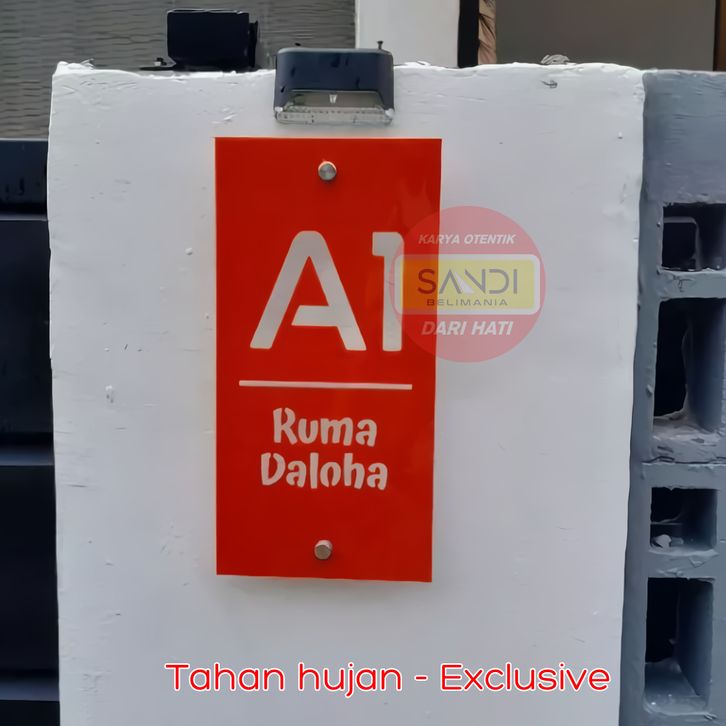 A1
Ruma
Daloha
KARYA OTENTIK
SANDI
BELIMANIA
DARI HATI
Tahan hujan - Exclusive